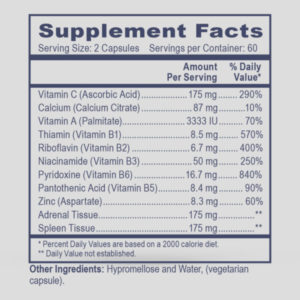 Supplement Facts
Serving Size: 2 Capsules Servings per Container: 60
Amount Per Serving % Daily Value*
Vitamin C (Ascorbic Acid)..............175 mg......... 290%
Calcium (Calcium Citrate)...............87 mg...........10%
Vitamin A (Palmitate)..................3333 IU........... 70%
Thiamin (Vitamin B1)......................8.5 mg......... 570%
Riboflavin (Vitamin B2)..................6.7 mg......... 400%
Niacinamide (Vitamin B3)................50 mg......... 250%
Pyridoxine (Vitamin B6)................16.7 mg......... 840%
Pantothenic Acid (Vitamin B5).........8.4 mg........... 90%
Zinc (Aspartate).............................8.3 mg........... 60%
Adrenal Tissue..............................175 mg...............**
Spleen Tissue...............................175 mg...............**
* Percent Daily Values are based on a 2000 calorie diet.
** Daily Value not established.
Other Ingredients: Hypromellose and Water, (vegetarian
capsule).